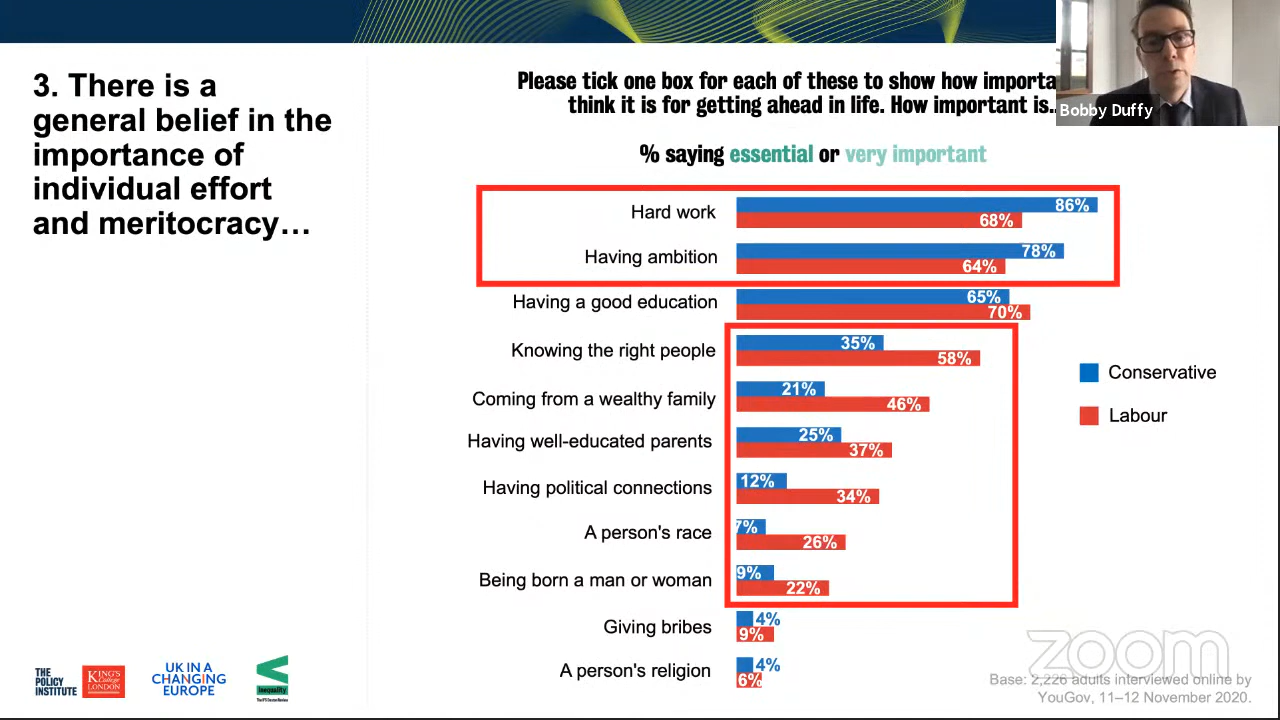 3. There is a
general belief in the
importance of
individual effort
and meritocracy…
Please tick one box for each of these to show how
think it is for getting ahead in life. How important is..
% saying essential or very important
Bobby Duffy
Hard work
86%
68%
Having ambition
78%
64%
Having a good education
65%
70%
Knowing the right people
35%
58%
Coming from a wealthy family
21%
46%
Having well-educated parents
25%
37%
Having political connections
12%
34%
A person's race
7%
26%
Being born a man or woman
9%
22%
Giving bribes
4%
9%
A person's religion
4%
6%
Conservative
Labour
THE
POLICY
INSTITUTE
KING'S
College
LONDON
UK IN A
CHANGING
EUROPE
inequality
The IFS Deaton Review
zoom
Base: 2,226 adults interviewed online by
YouGov, 11–12 November 2020.